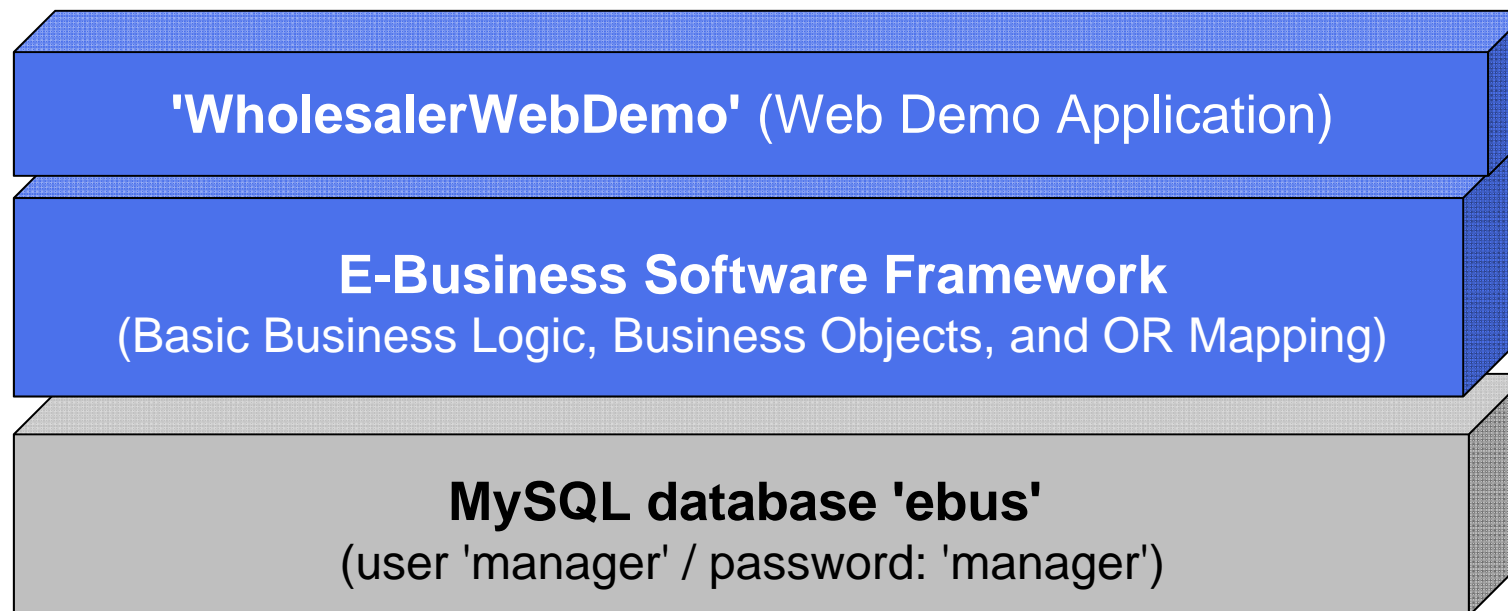 'WholesalerWebDemo' (Web Demo Application)
E-Business Software Framework
(Basic Business Logic, Business Objects, and OR Mapping)
MySQL database 'ebus'
(user 'manager' / password: 'manager')